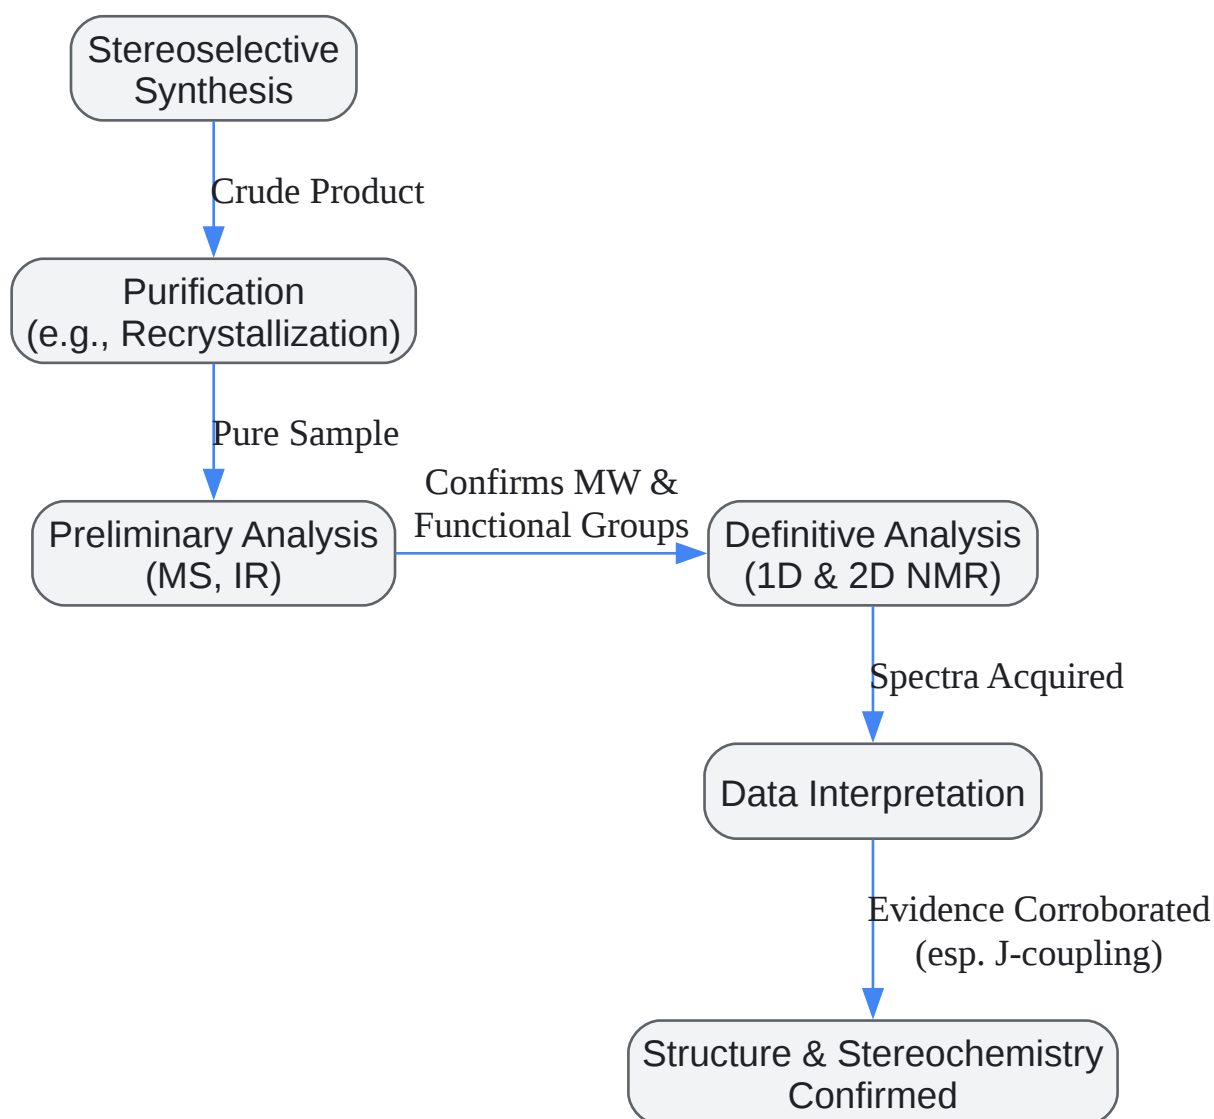 Stereoselective
Synthesis
Crude Product
Purification
(e.g., Recrystallization)
Pure Sample
Preliminary Analysis
(MS, IR)
Confirms MW &
Functional Groups
Definitive Analysis
(1D & 2D NMR)
Spectra Acquired
Data Interpretation
Evidence Corroborated
(esp. J-coupling)
Structure & Stereochemistry
Confirmed